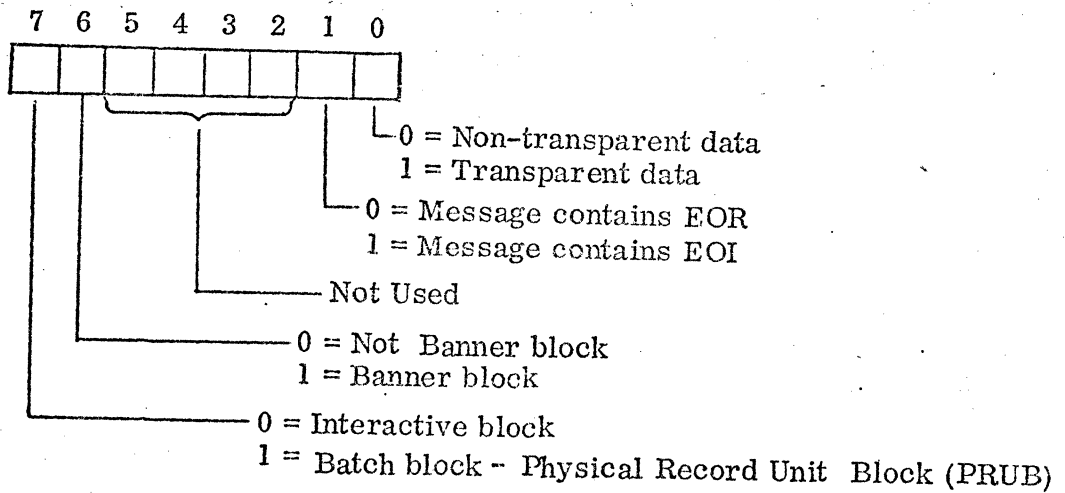 7 6 5 4 3 2 1 0
0 = Non-transparent data
1 = Transparent data
0 = Message contains EOR
1 = Message contains EOI
Not Used
0 = Not Banner block
1 = Banner block
0 = Interactive block
1 = Batch block - Physical Record Unit Block (PRUB)